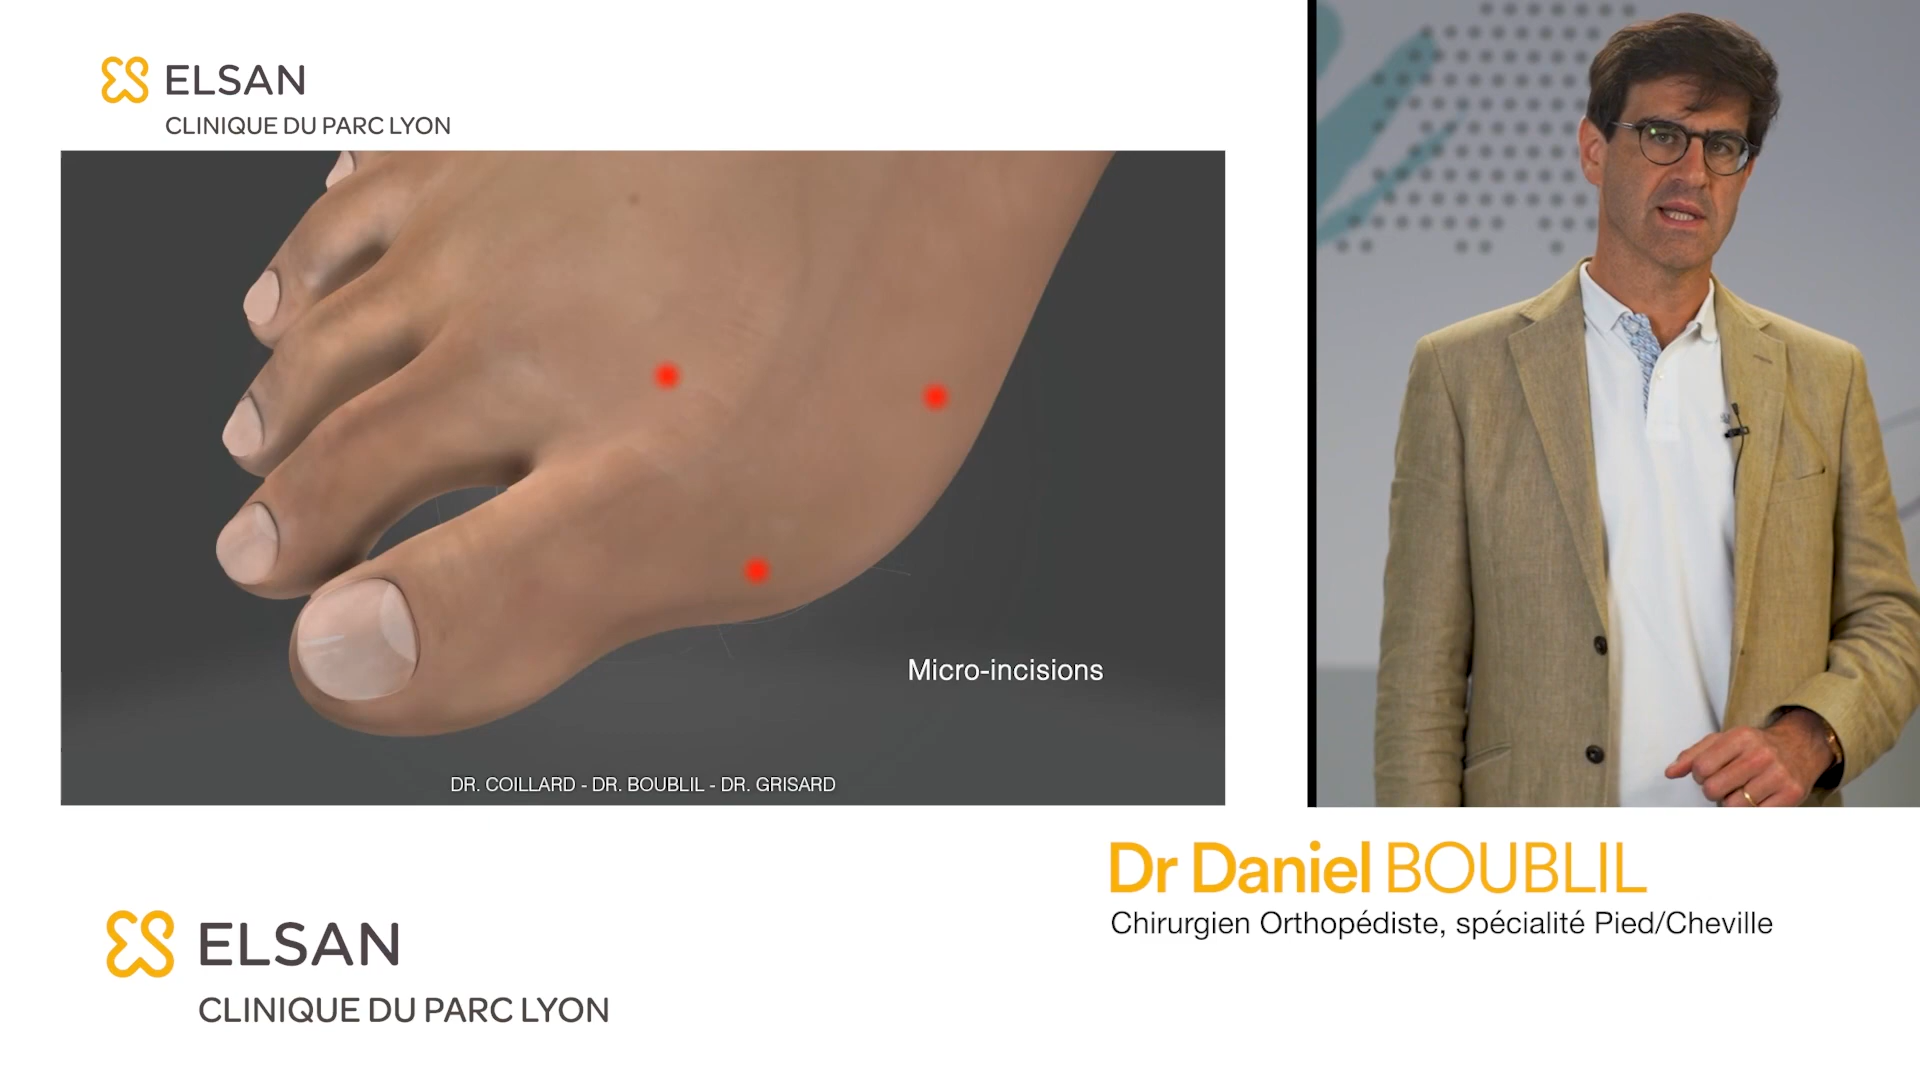 ELSAN
CLINIQUE DU PARC LYON
Micro-incisions
DR. COILLARD - DR. BOUBLIL - DR. GRISARD
Dr Daniel BOUBLIL
Chirurgien Orthopédiste, spécialité Pied/Cheville
ELSAN
CLINIQUE DU PARC LYON